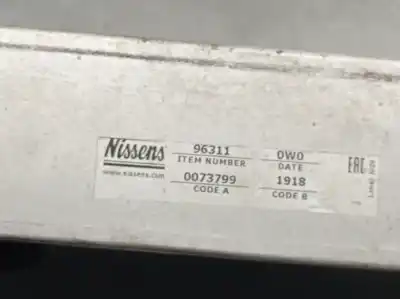 Nissens 96311 0W0 EAC
ITEM NUMBER DATE
www.nissens.com 0073799 1918
CODE A CODE B